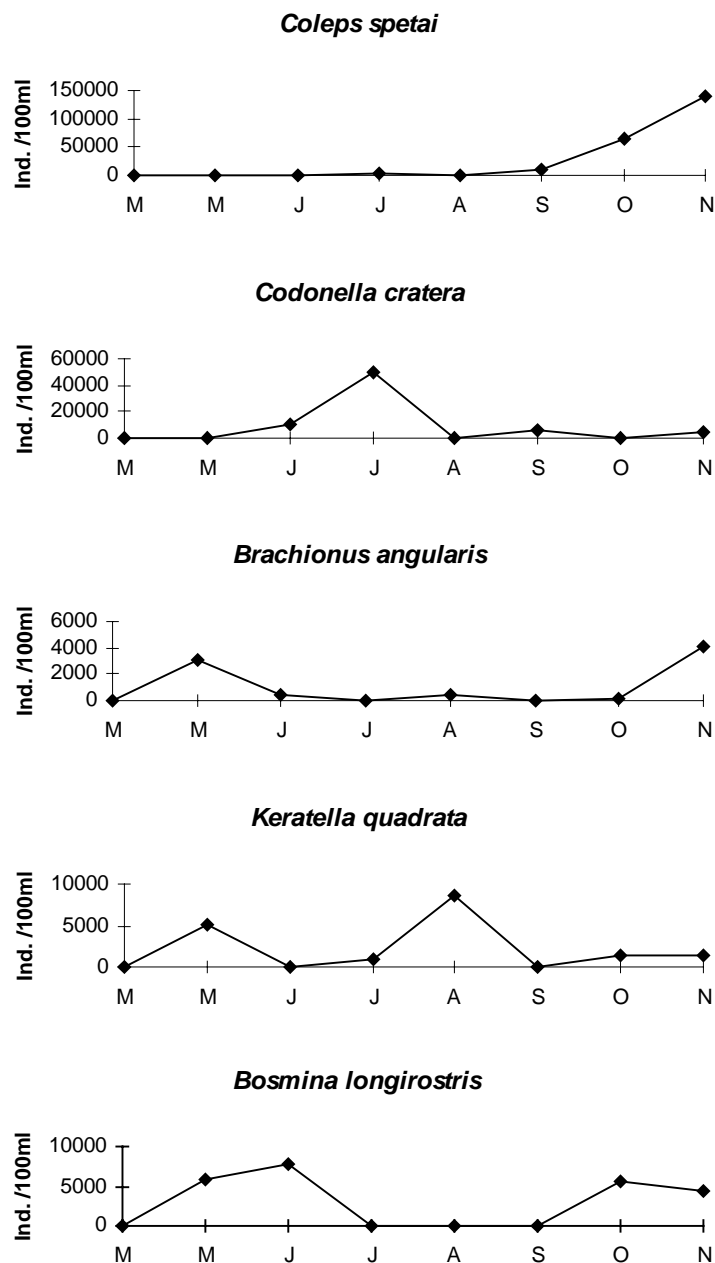 Coleps spetai
Ind. /100ml
150000
100000
50000
0
M M J J A S O N
Codonella cratera
Ind. /100ml
60000
40000
20000
0
M M J J A S O N
Brachionus angularis
Ind. /100ml
6000
4000
2000
0
M M J J A S O N
Keratella quadrata
Ind. /100ml
10000
5000
0
M M J J A S O N
Bosmina longirostris
Ind. /100ml
10000
5000
0
M M J J A S O N